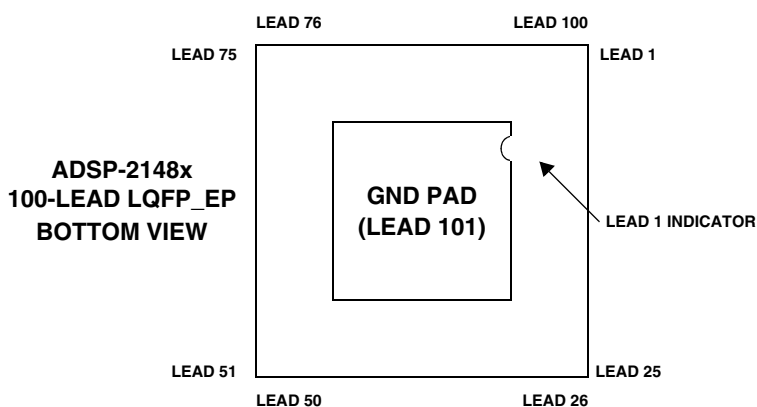 LEAD 76
LEAD 100
LEAD 75
LEAD 1
ADSP-2148x
100-LEAD LQFP_EP
BOTTOM VIEW
GND PAD
(LEAD 101)
LEAD 1 INDICATOR
LEAD 51
LEAD 25
LEAD 50
LEAD 26